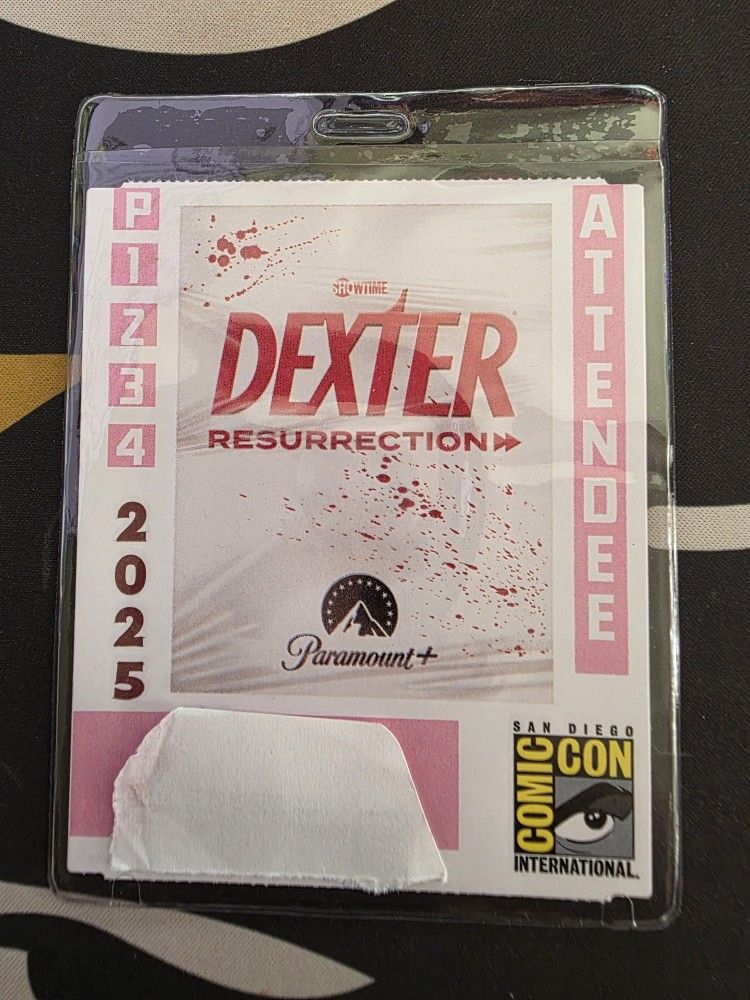 P
1
2
3
4
2025
SHOWTIME
DEXTER
RESURRECTION
Paramount+
ATTENDEE
SAN DIEGO
COMIC
CON
INTERNATIONAL.